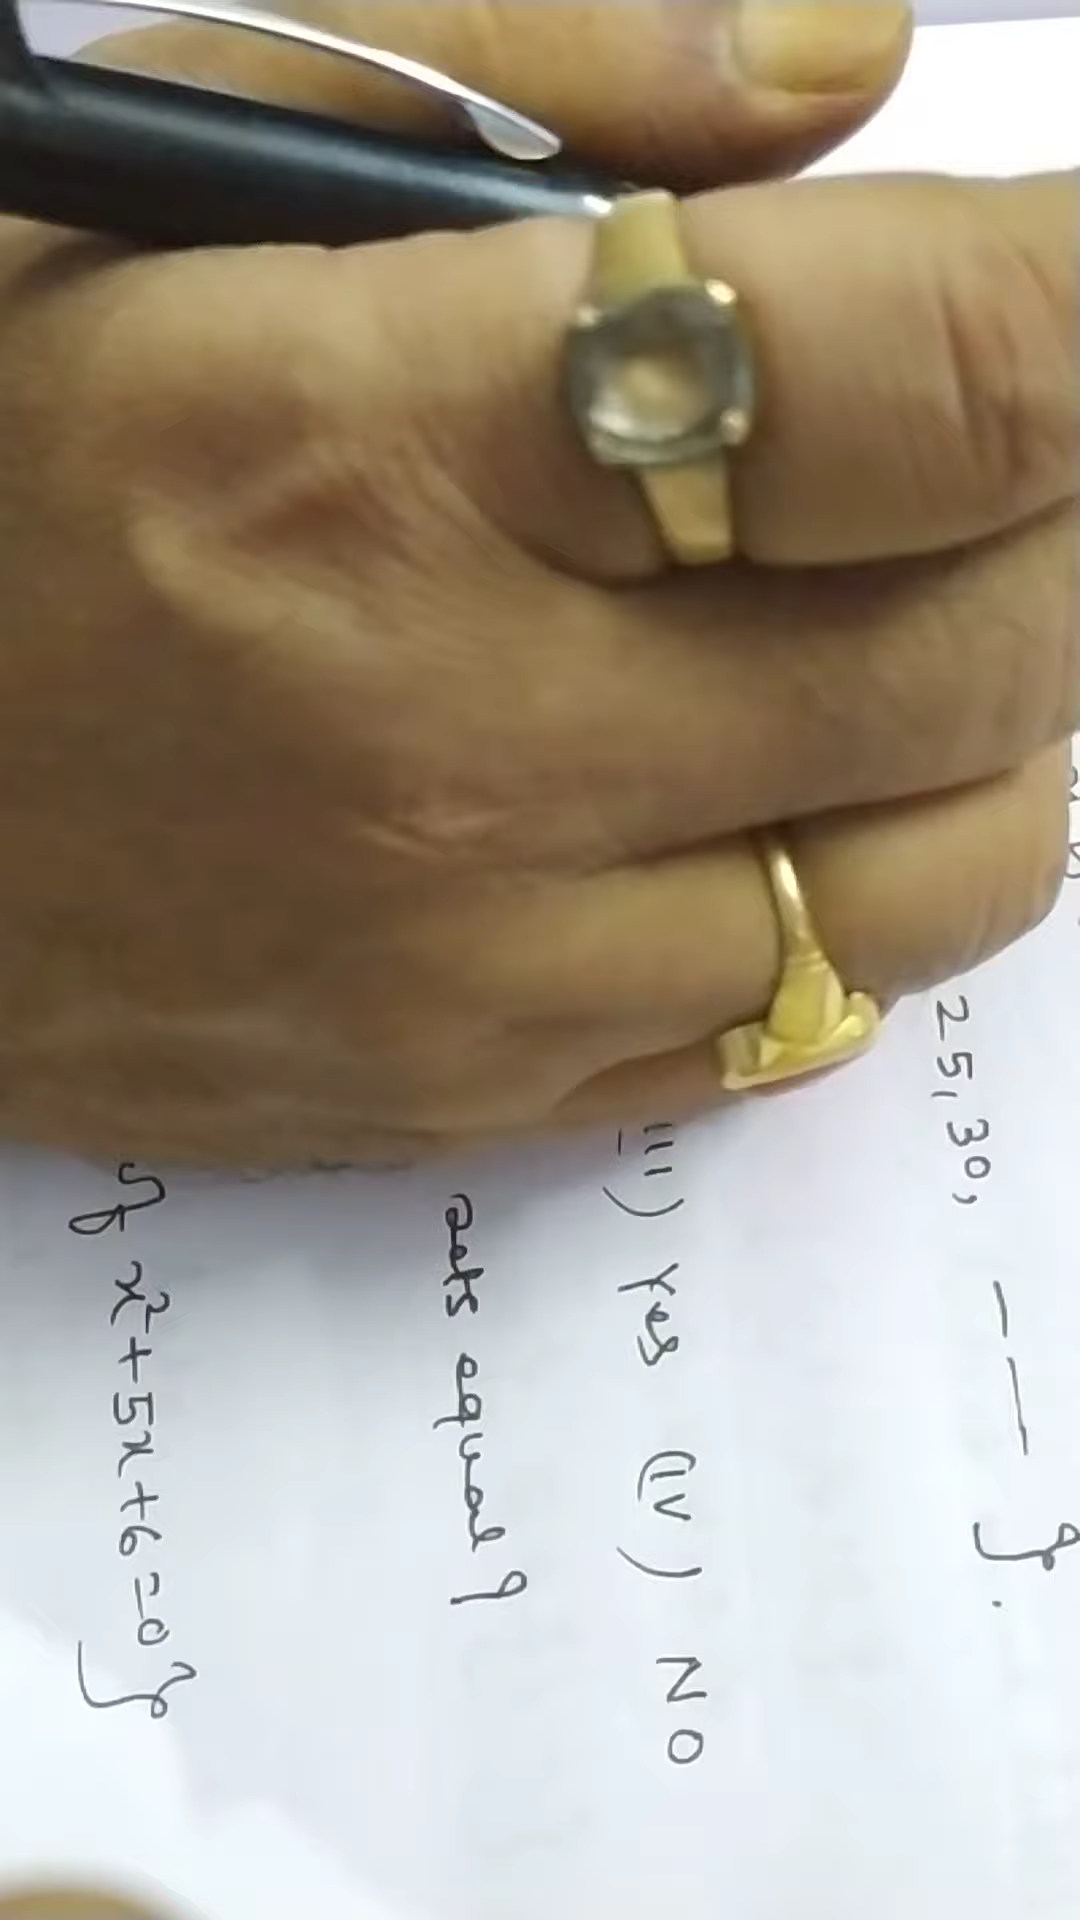 25, 30, — — }.
iii) Yes (iv) NO
sets equal?
of x²+5x+6=0}